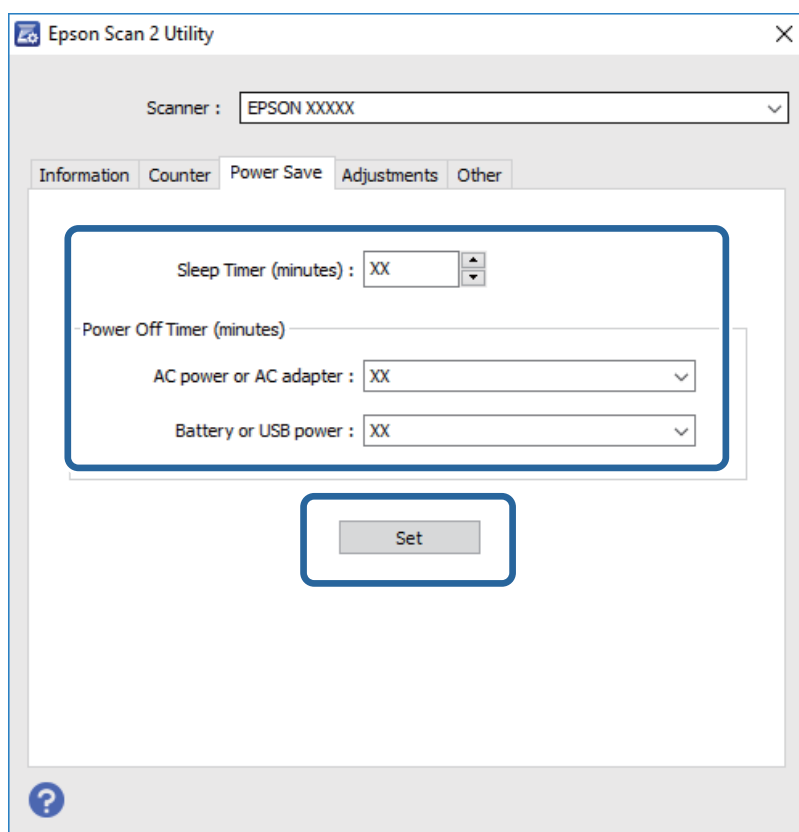 Epson Scan 2 Utility
Scanner : EPSON XXXXX
Information Counter Power Save Adjustments Other
Sleep Timer (minutes) : XX
Power Off Timer (minutes)
AC power or AC adapter : XX
Battery or USB power : XX
Set
?